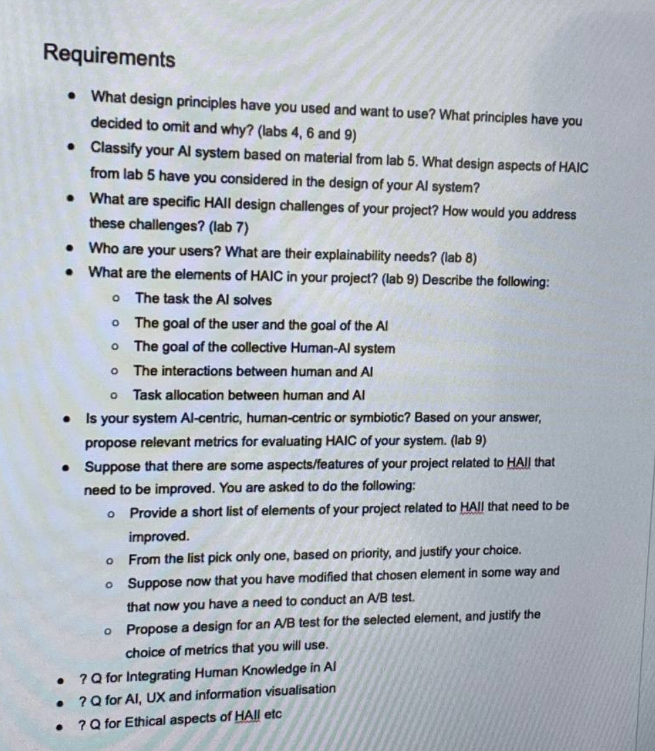 Requirements
• What design principles have you used and want to use? What principles have you
decided to omit and why? (labs 4, 6 and 9)
• Classify your AI system based on material from lab 5. What design aspects of HAIC
from lab 5 have you considered in the design of your AI system?
• What are specific HAII design challenges of your project? How would you address
these challenges? (lab 7)
• Who are your users? What are their explainability needs? (lab 8)
• What are the elements of HAIC in your project? (lab 9) Describe the following:
o The task the AI solves
o The goal of the user and the goal of the AI
o The goal of the collective Human-AI system
o The interactions between human and AI
o Task allocation between human and AI
• Is your system AI-centric, human-centric or symbiotic? Based on your answer,
propose relevant metrics for evaluating HAIC of your system. (lab 9)
• Suppose that there are some aspects/features of your project related to HAII that
need to be improved. You are asked to do the following:
o Provide a short list of elements of your project related to HAII that need to be
improved.
o From the list pick only one, based on priority, and justify your choice.
o Suppose now that you have modified that chosen element in some way and
that now you have a need to conduct an A/B test.
o Propose a design for an A/B test for the selected element, and justify the
choice of metrics that you will use.
• ? Q for Integrating Human Knowledge in AI
• ? Q for AI, UX and information visualisation
• ? Q for Ethical aspects of HAII etc